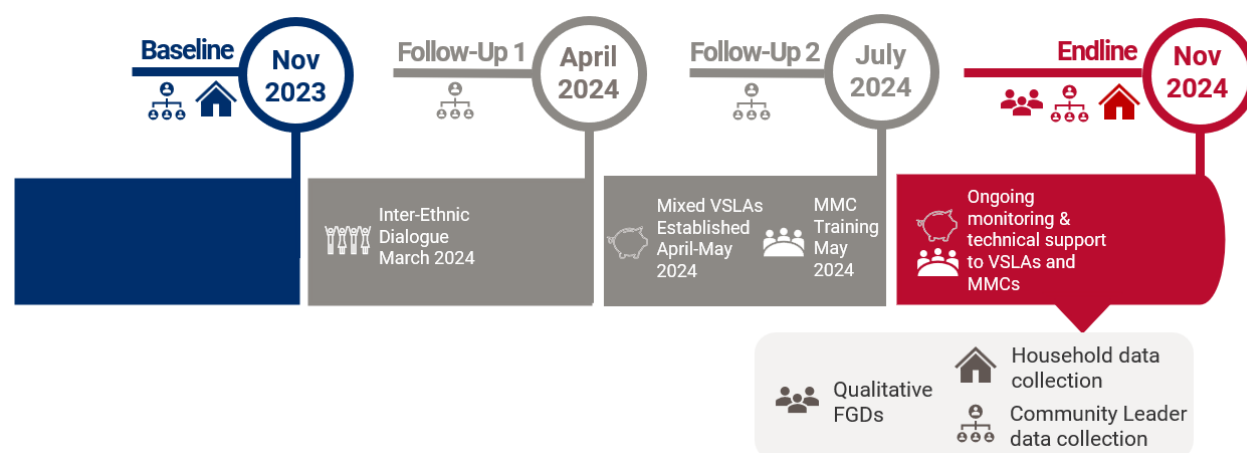 Baseline
Nov
2023
Follow-Up 1
April
2024
Follow-Up 2
July
2024
Endline
Nov
2024
Inter-Ethnic
Dialogue
March 2024
Mixed VSLAs
Established
April-May
2024
MMC
Training
May
2024
Ongoing
monitoring &
technical support
to VSLAs and
MMCs
Qualitative
FGDs
Household data
collection
Community Leader
data collection